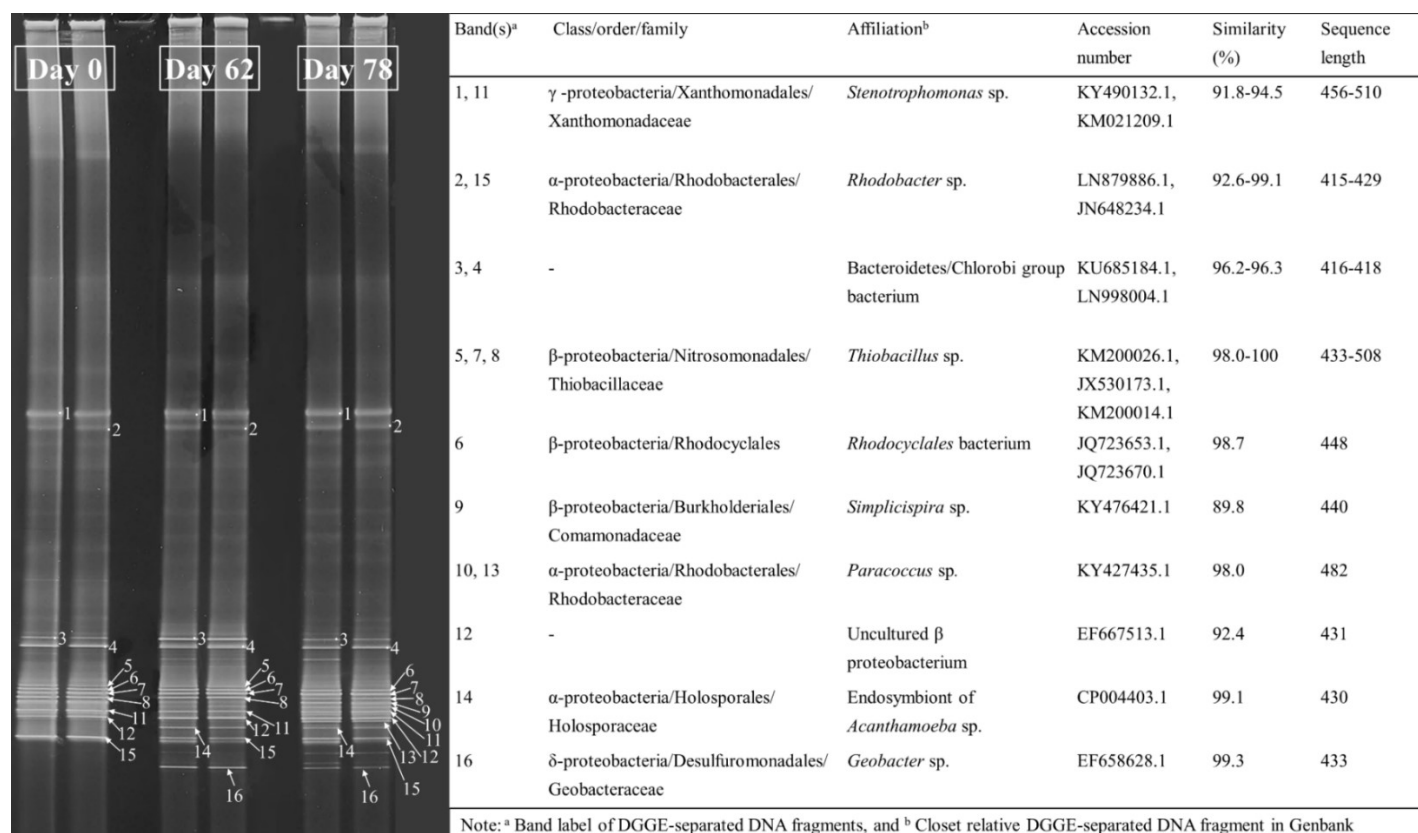 Day 0 Day 62 Day 78
1 1 1
2 2 2
3 3 3
4 4 4
5 5 6
6 6 7
7 7 8
8 8 9
11 11 10
12 12 11
15 14 15 14 13 12
16 16 15
Band(s)ᵃ Class/order/family Affiliationᵇ Accession number Similarity (%) Sequence length
1, 11 γ -proteobacteria/Xanthomonadales/ Stenotrophomonas sp. KY490132.1, 91.8-94.5 456-510
Xanthomonadaceae KM021209.1
2, 15 α-proteobacteria/Rhodobacterales/ Rhodobacter sp. LN879886.1, 92.6-99.1 415-429
Rhodobacteraceae JN648234.1
3, 4 - Bacteroidetes/Chlorobi group KU685184.1, 96.2-96.3 416-418
bacterium LN998004.1
5, 7, 8 β-proteobacteria/Nitrosomonadales/ Thiobacillus sp. KM200026.1, 98.0-100 433-508
Thiobacillaceae JX530173.1,
KM200014.1
6 β-proteobacteria/Rhodocyclales Rhodocyclales bacterium JQ723653.1, 98.7 448
JQ723670.1
9 β-proteobacteria/Burkholderiales/ Simplicispira sp. KY476421.1 89.8 440
Comamonadaceae
10, 13 α-proteobacteria/Rhodobacterales/ Paracoccus sp. KY427435.1 98.0 482
Rhodobacteraceae
12 - Uncultured β EF667513.1 92.4 431
proteobacterium
14 α-proteobacteria/Holosporales/ Endosymbiont of CP004403.1 99.1 430
Holosporaceae Acanthamoeba sp.
16 δ-proteobacteria/Desulfuromonadales/ Geobacter sp. EF658628.1 99.3 433
Geobacteraceae
Note: ᵃ Band label of DGGE-separated DNA fragments, and ᵇ Closet relative DGGE-separated DNA fragment in Genbank